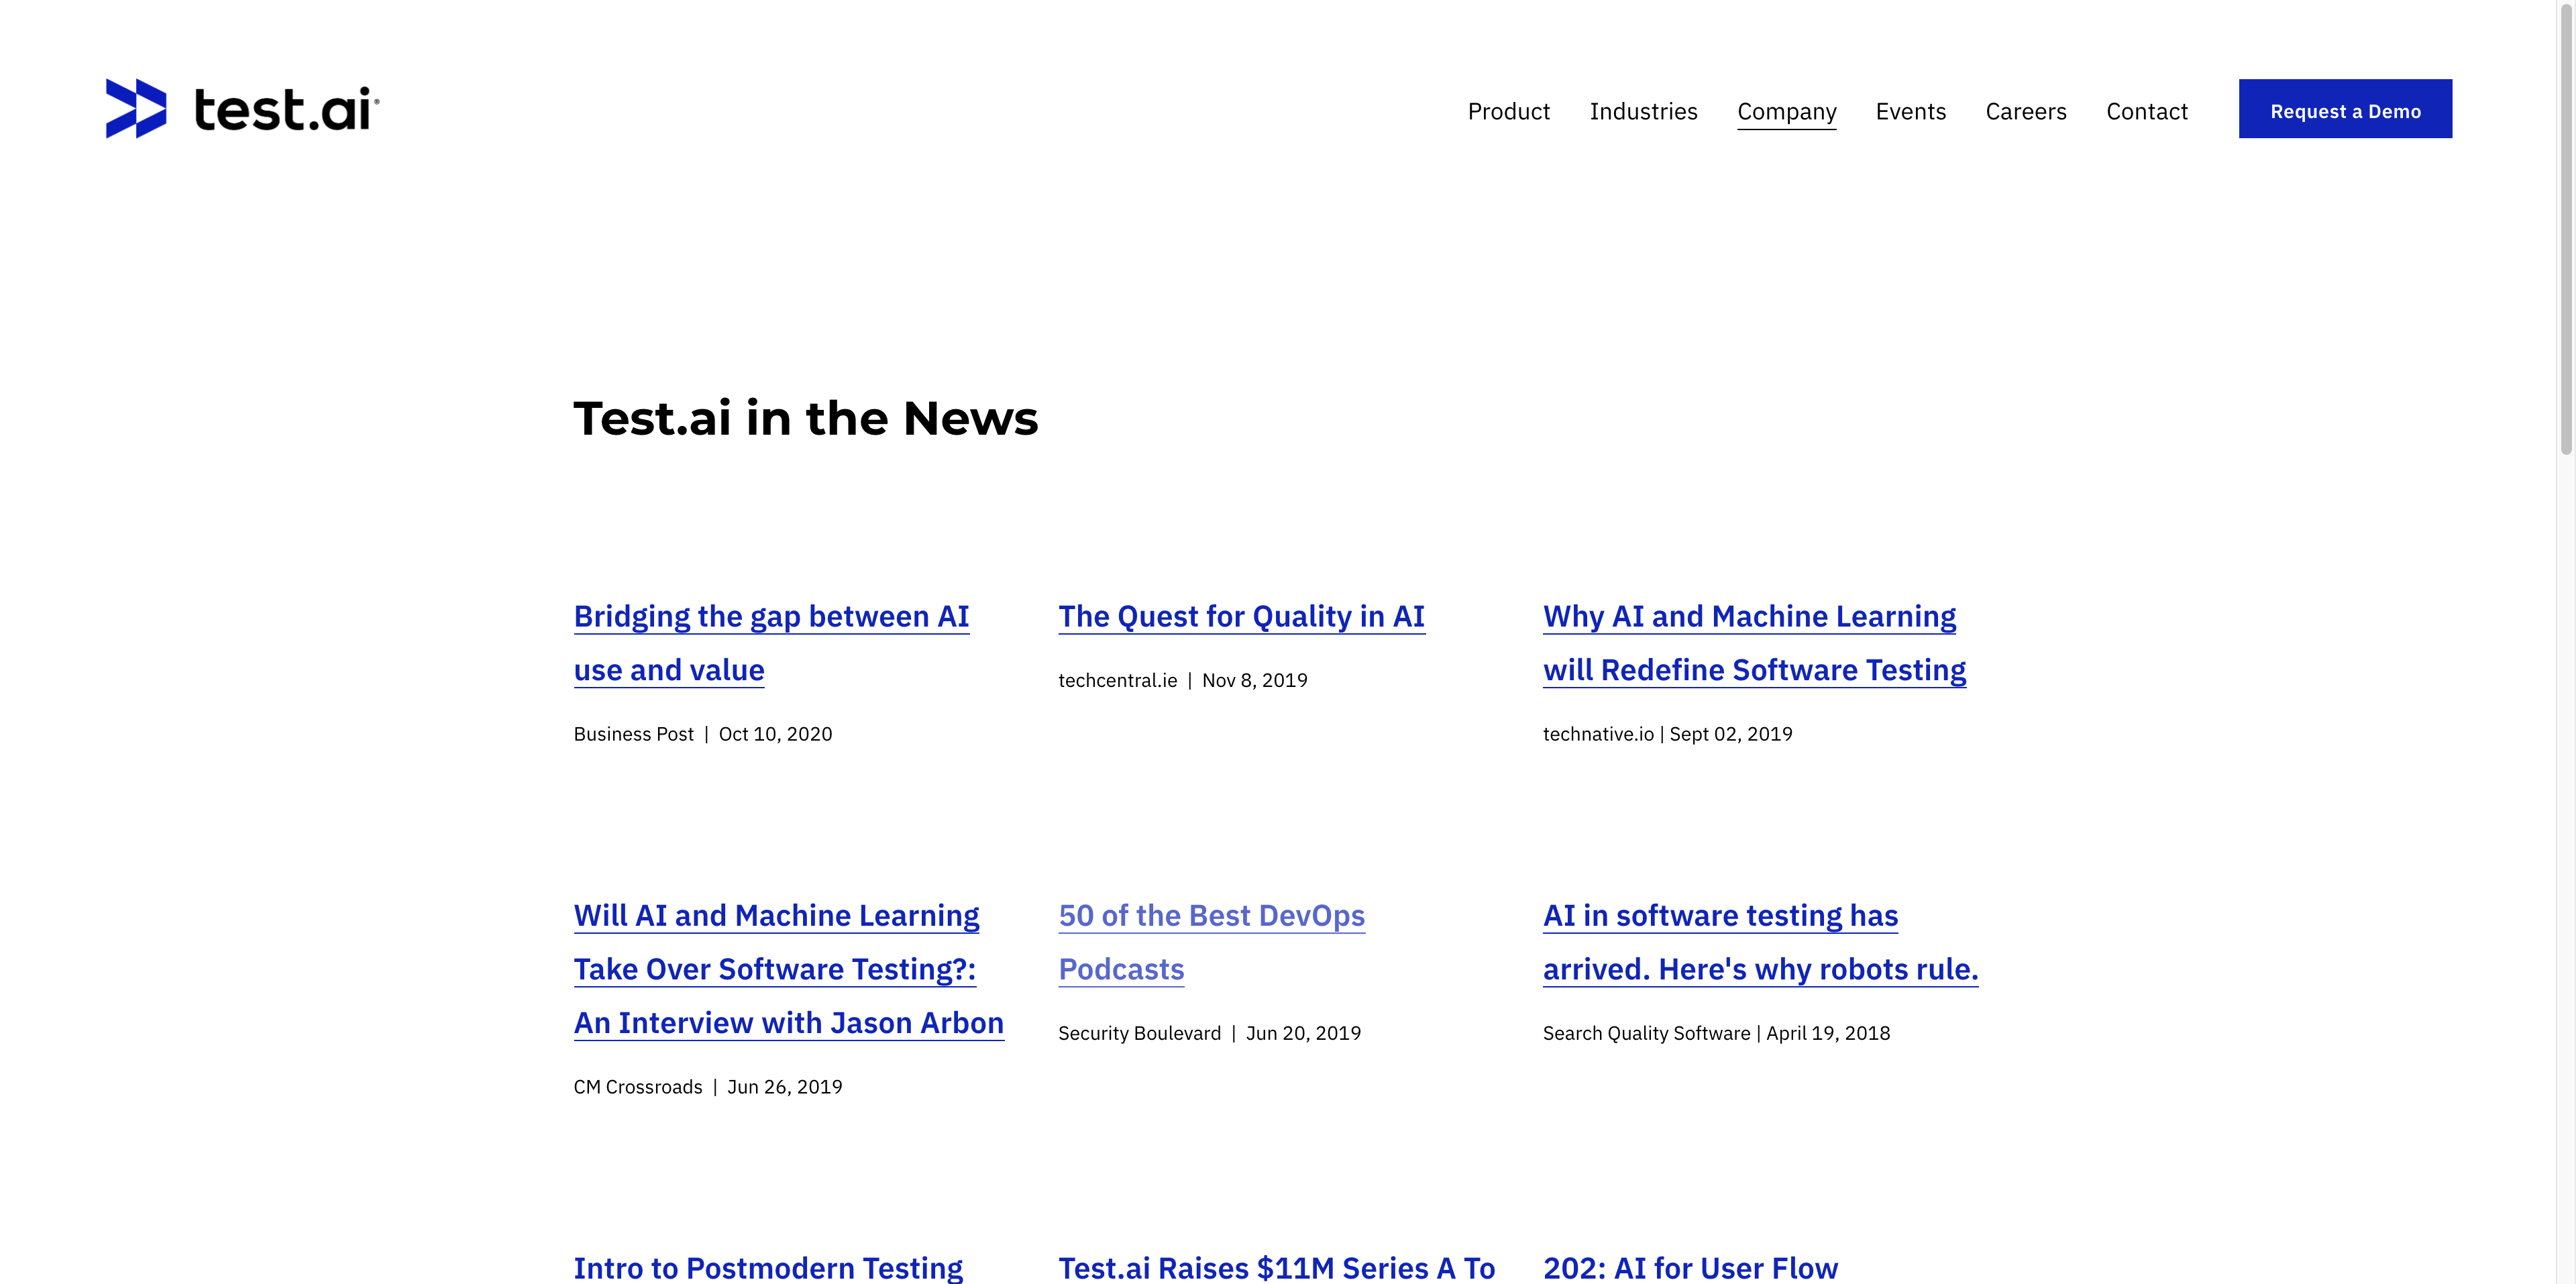 test.ai
Product Industries Company Events Careers Contact Request a Demo
Test.ai in the News
Bridging the gap between AI
use and value
Business Post | Oct 10, 2020
The Quest for Quality in AI
techcentral.ie | Nov 8, 2019
Why AI and Machine Learning
will Redefine Software Testing
technative.io | Sept 02, 2019
Will AI and Machine Learning
Take Over Software Testing?:
An Interview with Jason Arbon
CM Crossroads | Jun 26, 2019
50 of the Best DevOps
Podcasts
Security Boulevard | Jun 20, 2019
AI in software testing has
arrived. Here's why robots rule.
Search Quality Software | April 19, 2018
Intro to Postmodern Testing
Test.ai Raises $11M Series A To
202: AI for User Flow